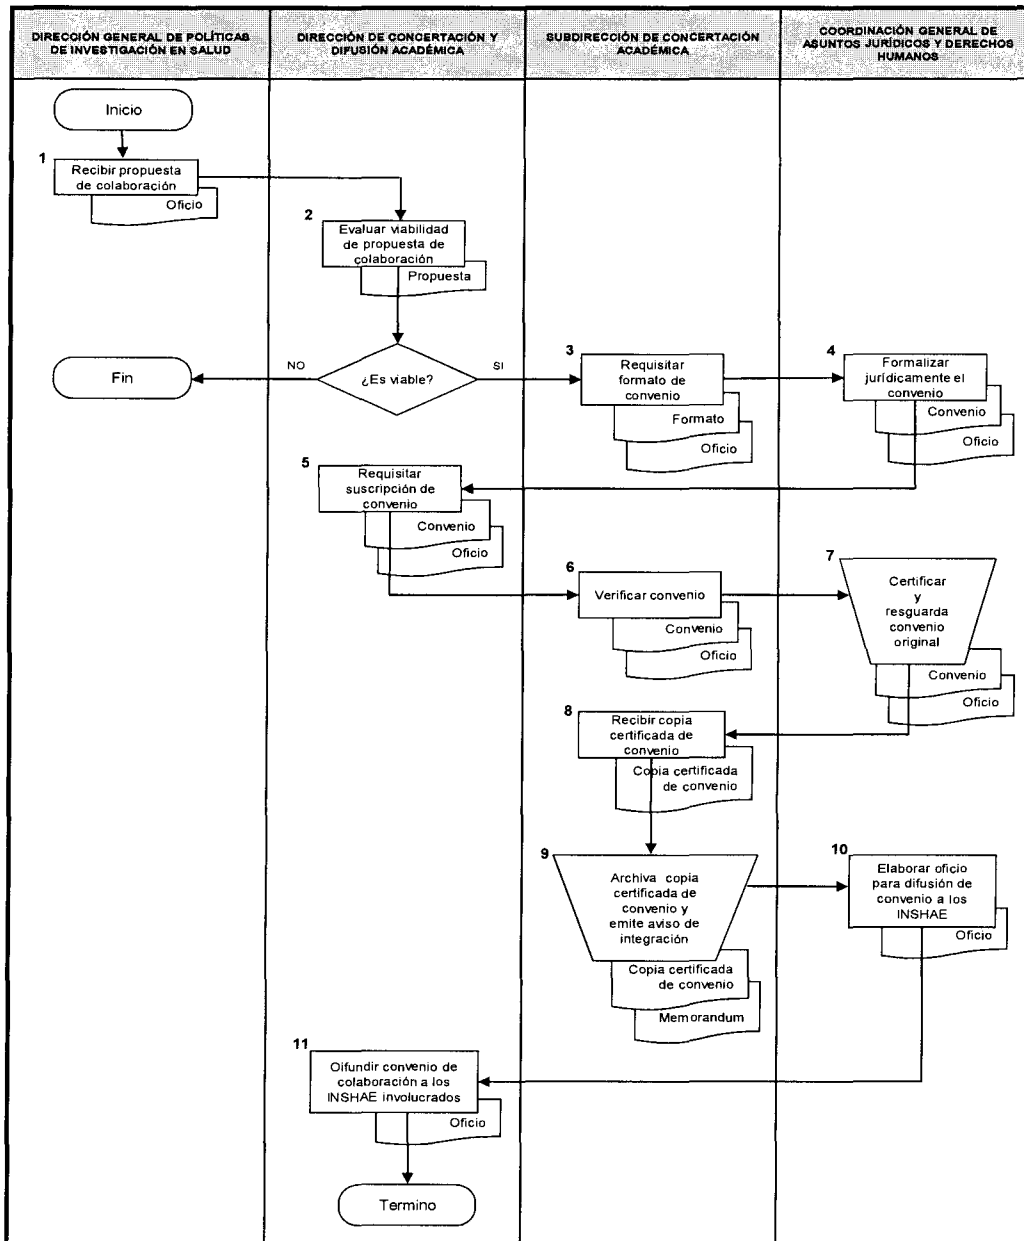 DIRECCIÓN GENERAL DE POLÍTICAS
DE INVESTIGACIÓN EN SALUD
DIRECCIÓN DE CONCERTACIÓN Y
DIFUSIÓN ACADÉMICA
SUBDIRECCIÓN DE CONCERTACIÓN
ACADÉMICA
COORDINACIÓN GENERAL DE
ASUNTOS JURÍDICOS Y DERECHOS
HUMANOS
Inicio
1
Recibir propuesta
de colaboración
Oficio
2
Evaluar viabilidad
de propuesta de
colaboración
Propuesta
¿Es viable?
NO
SI
Fin
3
Requisitar
formato de
convenio
Formato
Oficio
4
Formalizar
jurídicamente el
convenio
Convenio
Oficio
5
Requisitar
suscripción de
convenio
Convenio
Oficio
6
Verificar convenio
Convenio
Oficio
7
Certificar
y
resguarda
convenio
original
Convenio
Oficio
8
Recibir copia
certificada de
convenio
Copia certificada
de convenio
9
Archiva copia
certificada de
convenio y
emite aviso de
integración
Copia certificada
de convenio
Memorandum
10
Elaborar oficio
para difusión de
convenio a los
INSHAE
Oficio
11
Difundir convenio de
colaboración a los
INSHAE involucrados
Oficio
Termino